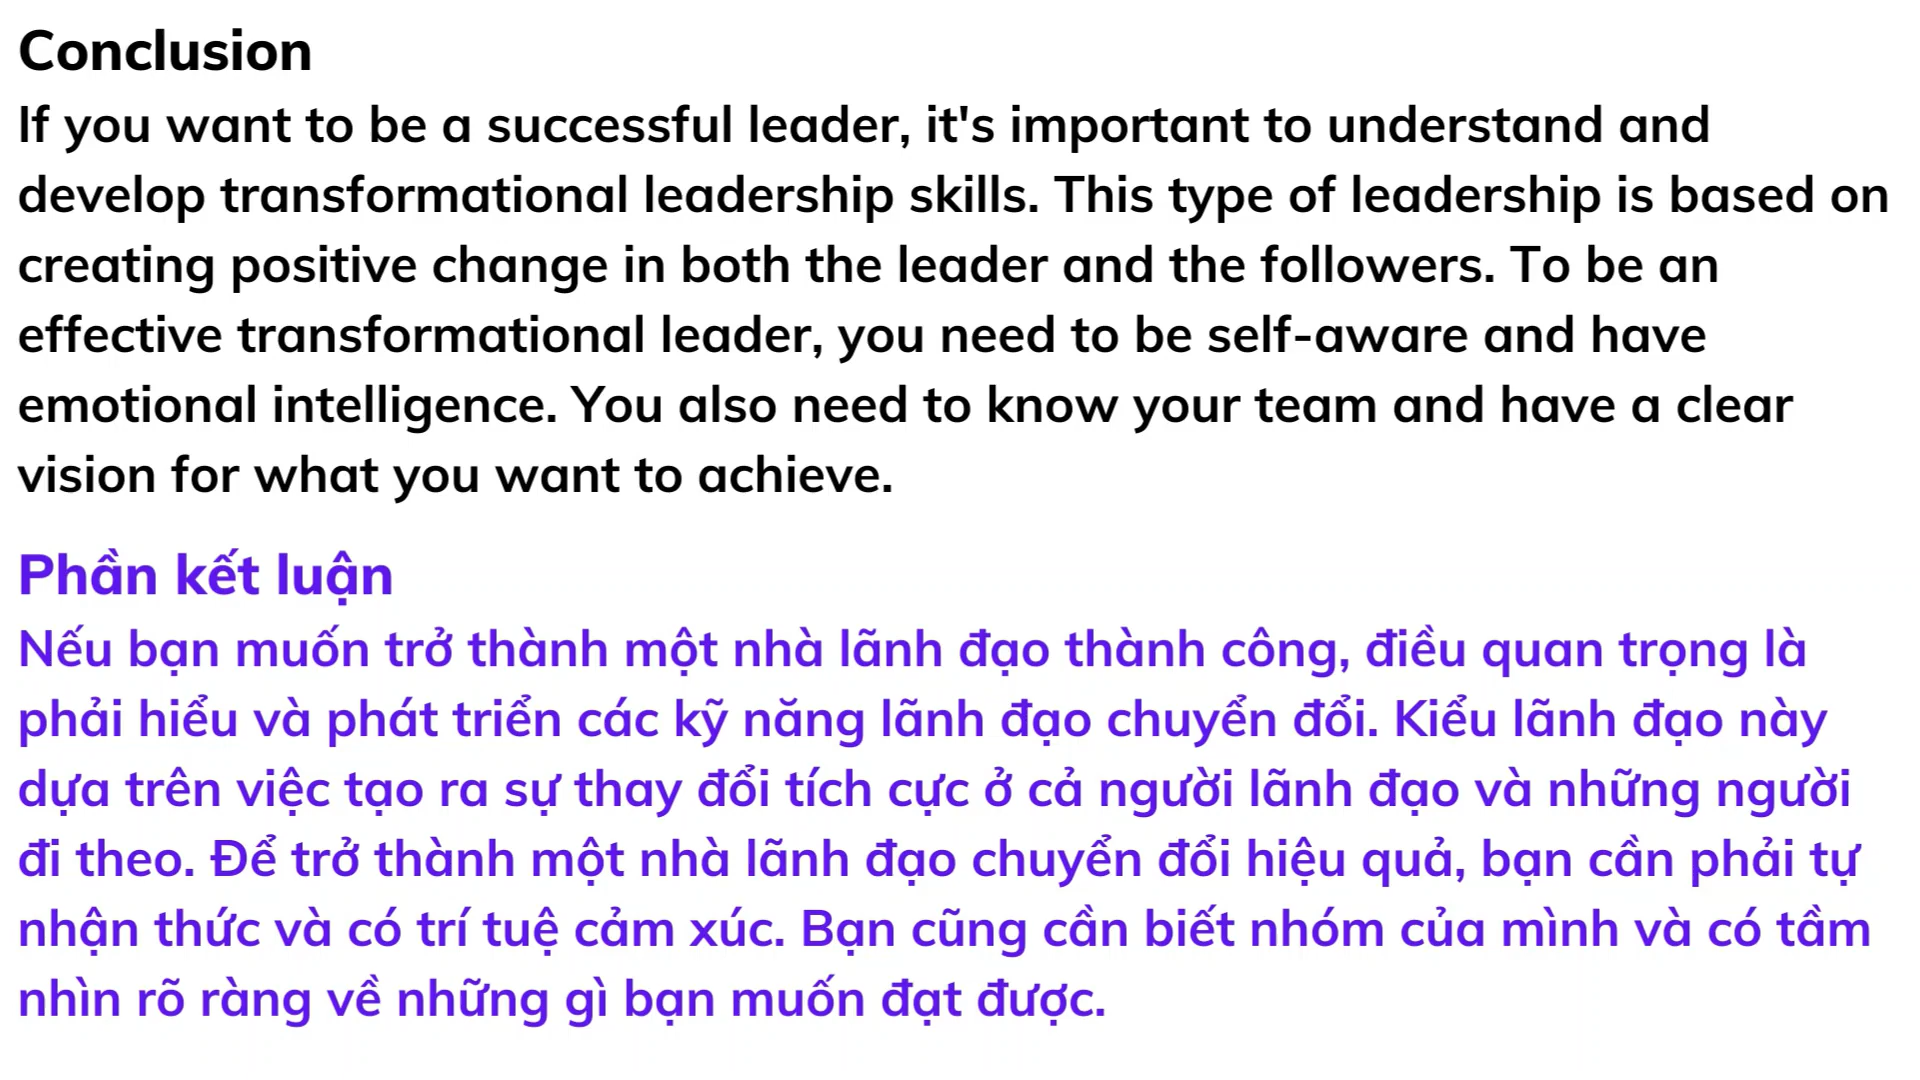 Conclusion
If you want to be a successful leader, it's important to understand and
develop transformational leadership skills. This type of leadership is based on
creating positive change in both the leader and the followers. To be an
effective transformational leader, you need to be self-aware and have
emotional intelligence. You also need to know your team and have a clear
vision for what you want to achieve.
Phần kết luận
Nếu bạn muốn trở thành một nhà lãnh đạo thành công, điều quan trọng là
phải hiểu và phát triển các kỹ năng lãnh đạo chuyển đổi. Kiểu lãnh đạo này
dựa trên việc tạo ra sự thay đổi tích cực ở cả người lãnh đạo và những người
đi theo. Để trở thành một nhà lãnh đạo chuyển đổi hiệu quả, bạn cần phải tự
nhận thức và có trí tuệ cảm xúc. Bạn cũng cần biết nhóm của mình và có tầm
nhìn rõ ràng về những gì bạn muốn đạt được.